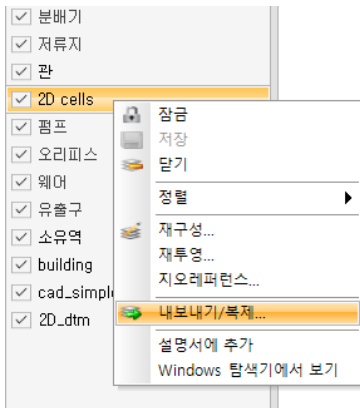 분배기
저류지
관
2D cells
펌프
오리피스
웨어
유출구
소유역
building
cad_simpl
2D_dtm
잠금
저장
닫기
정렬
재구성...
재투영...
지오레퍼런스...
내보내기/복제...
설명서에 추가
Windows 탐색기에서 보기